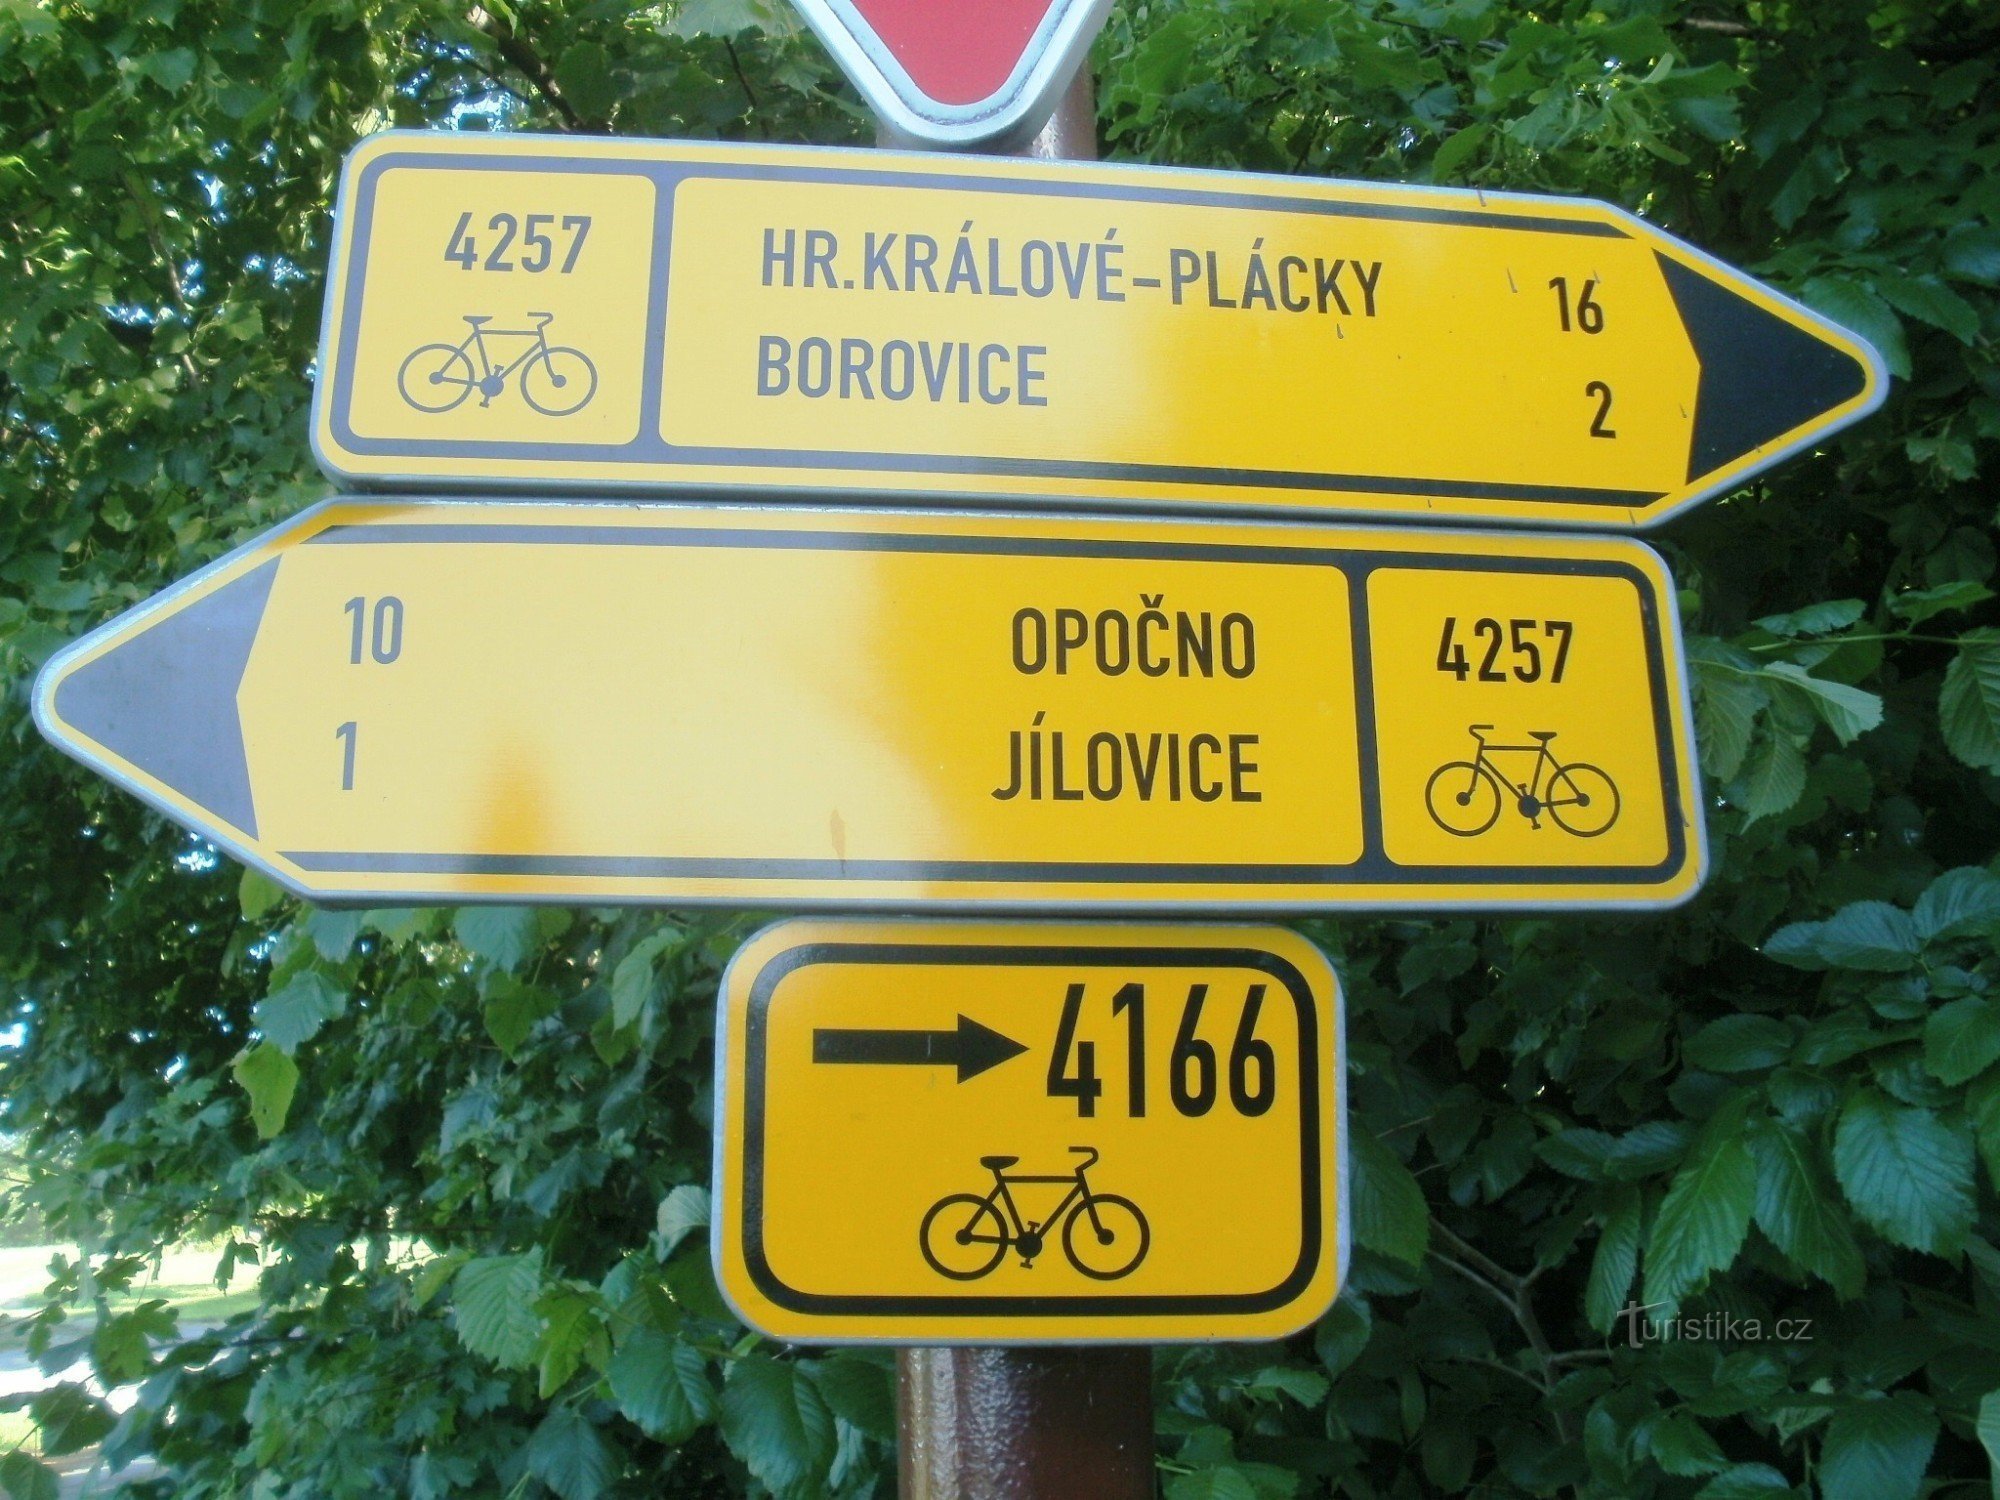 4257
HR.KRÁLOVÉ-PLÁCKY 16
BOROVICE 2
10 OPOČNO 4257
1 JÍLOVICE
4166
Turistika.cz